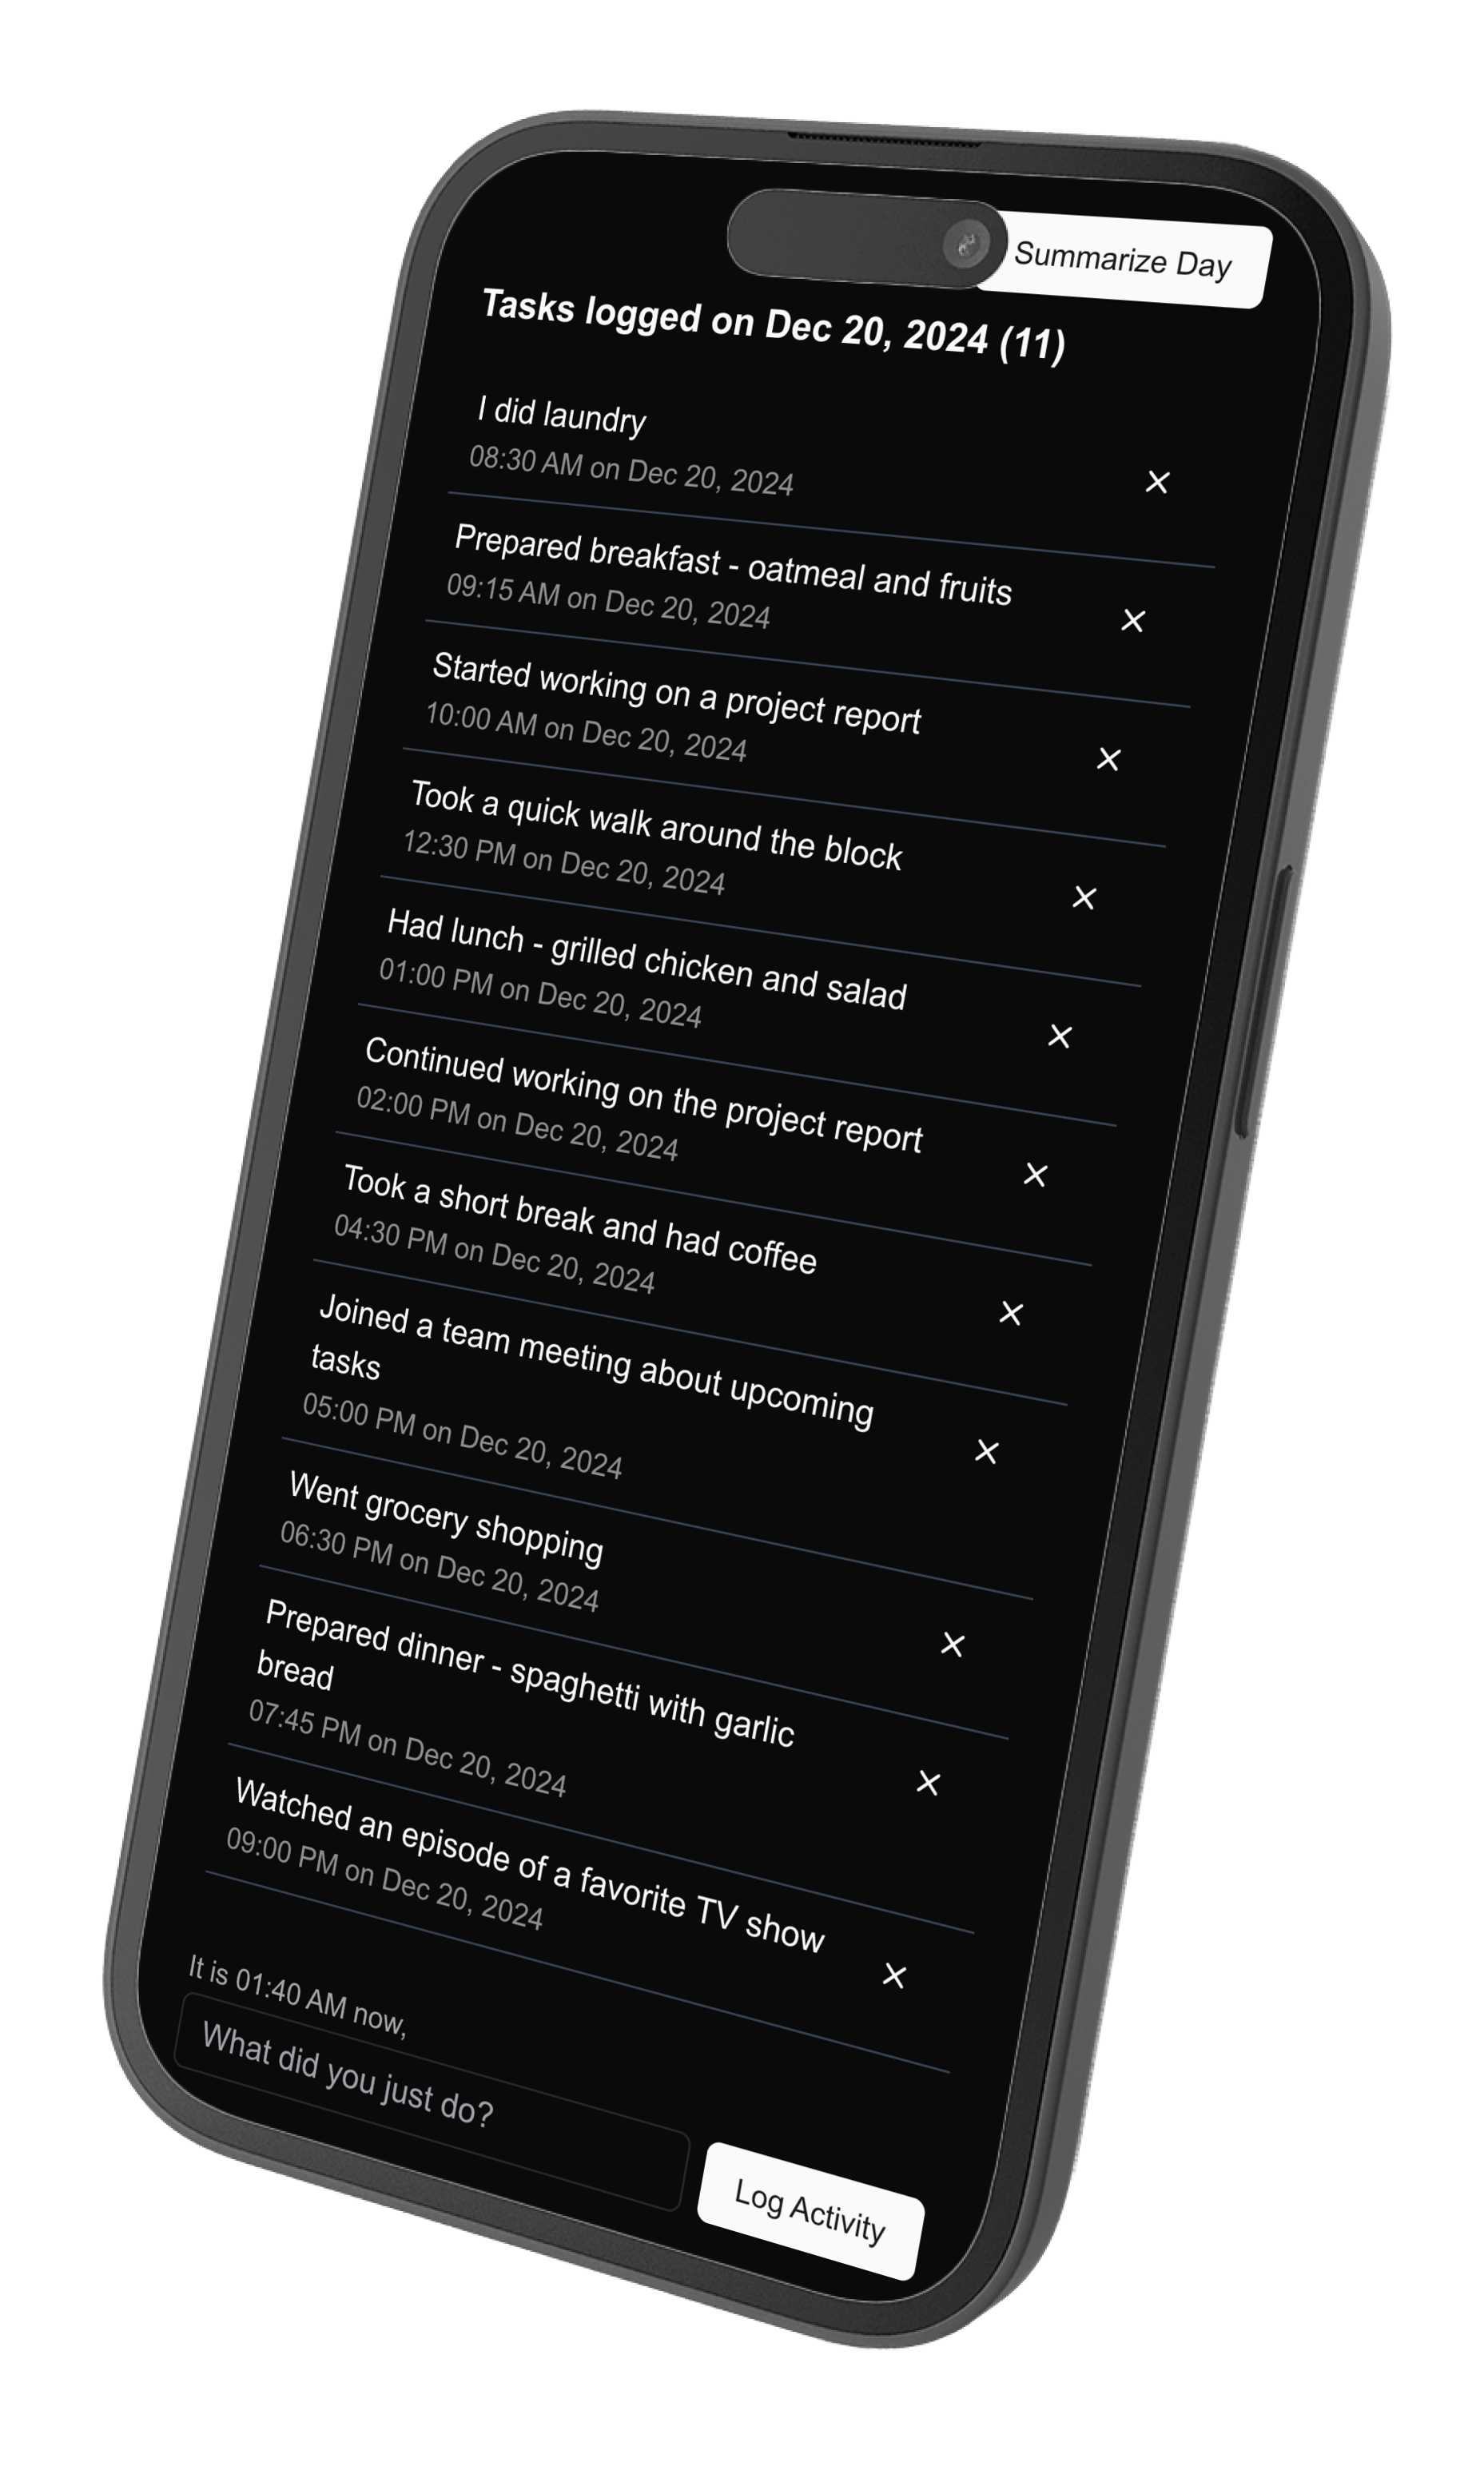 Summarize Day
Tasks logged on Dec 20, 2024 (11)
I did laundry
08:30 AM on Dec 20, 2024
Prepared breakfast - oatmeal and fruits
09:15 AM on Dec 20, 2024
Started working on a project report
10:00 AM on Dec 20, 2024
Took a quick walk around the block
12:30 PM on Dec 20, 2024
Had lunch - grilled chicken and salad
01:00 PM on Dec 20, 2024
Continued working on the project report
02:00 PM on Dec 20, 2024
Took a short break and had coffee
04:30 PM on Dec 20, 2024
Joined a team meeting about upcoming
tasks
05:00 PM on Dec 20, 2024
Went grocery shopping
06:30 PM on Dec 20, 2024
Prepared dinner - spaghetti with garlic
bread
07:45 PM on Dec 20, 2024
Watched an episode of a favorite TV show
09:00 PM on Dec 20, 2024
It is 01:40 AM now,
What did you just do?
Log Activity